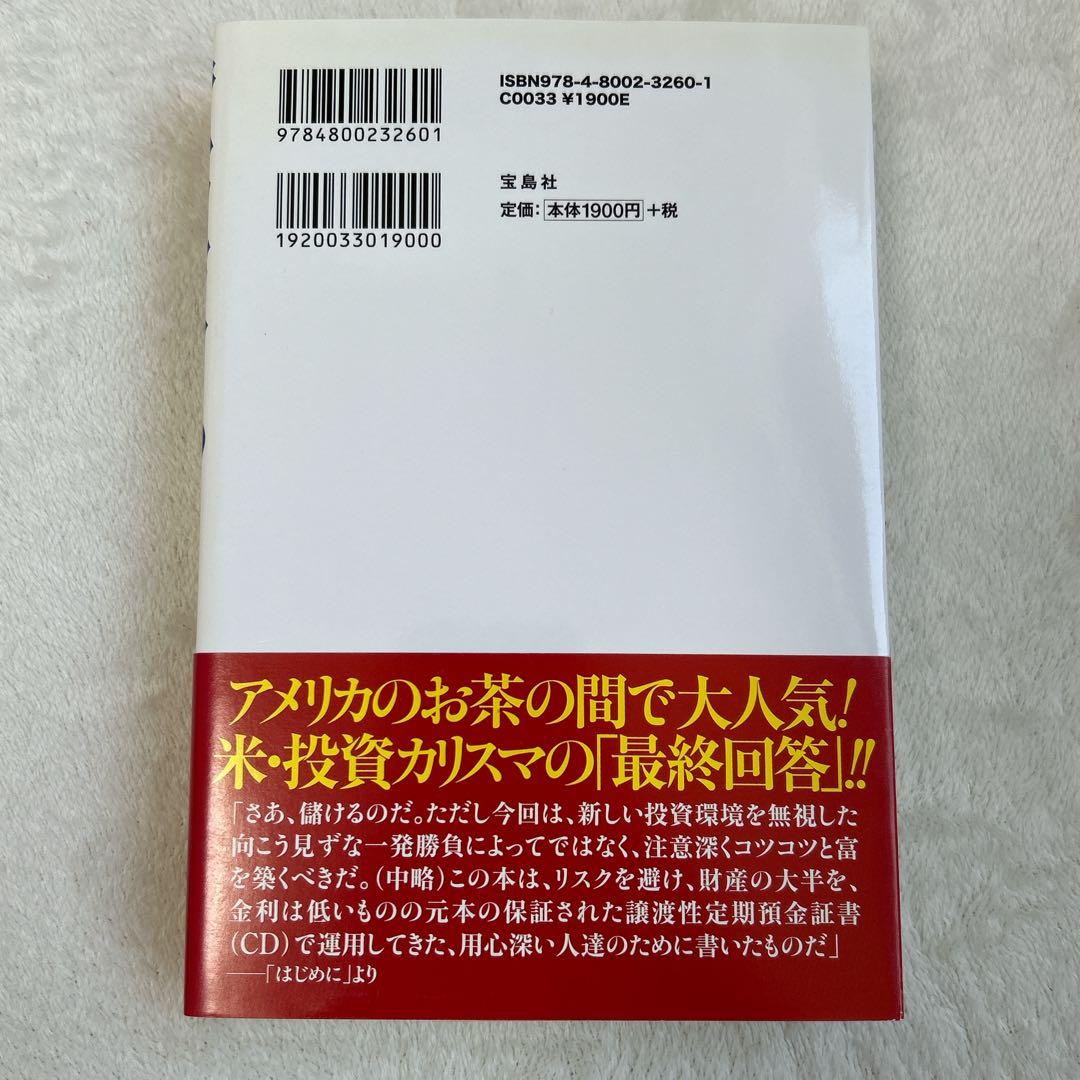 ISBN978-4-8002-3260-1
C0033 ¥1900E
9784800232601
宝島社
定価：本体1900円+税
1920033019000
アメリカのお茶の間で大人気！
米・投資カリスマの「最終回答」!!
「さあ、儲けるのだ。ただし今回は、新しい投資環境を無視した
向こう見ずな一発勝負によってではなく、注意深くコツコツと富
を築くべきだ。（中略）この本は、リスクを避け、財産の大半を、
金利は低いものの元本の保証された譲渡性定期預金証書
（CD）で運用してきた、用心深い人達のために書いたものだ」
――「はじめに」より